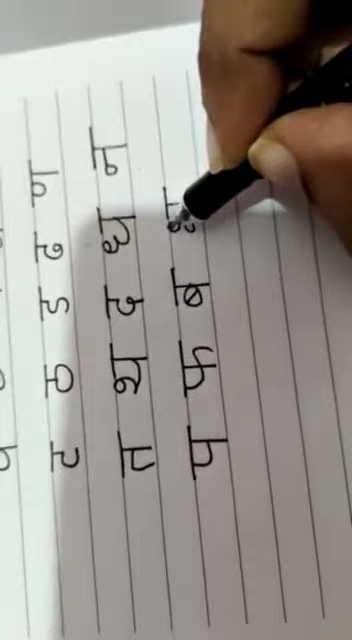 ट ठ ड ढ ण
त थ द ध न
प फ ब